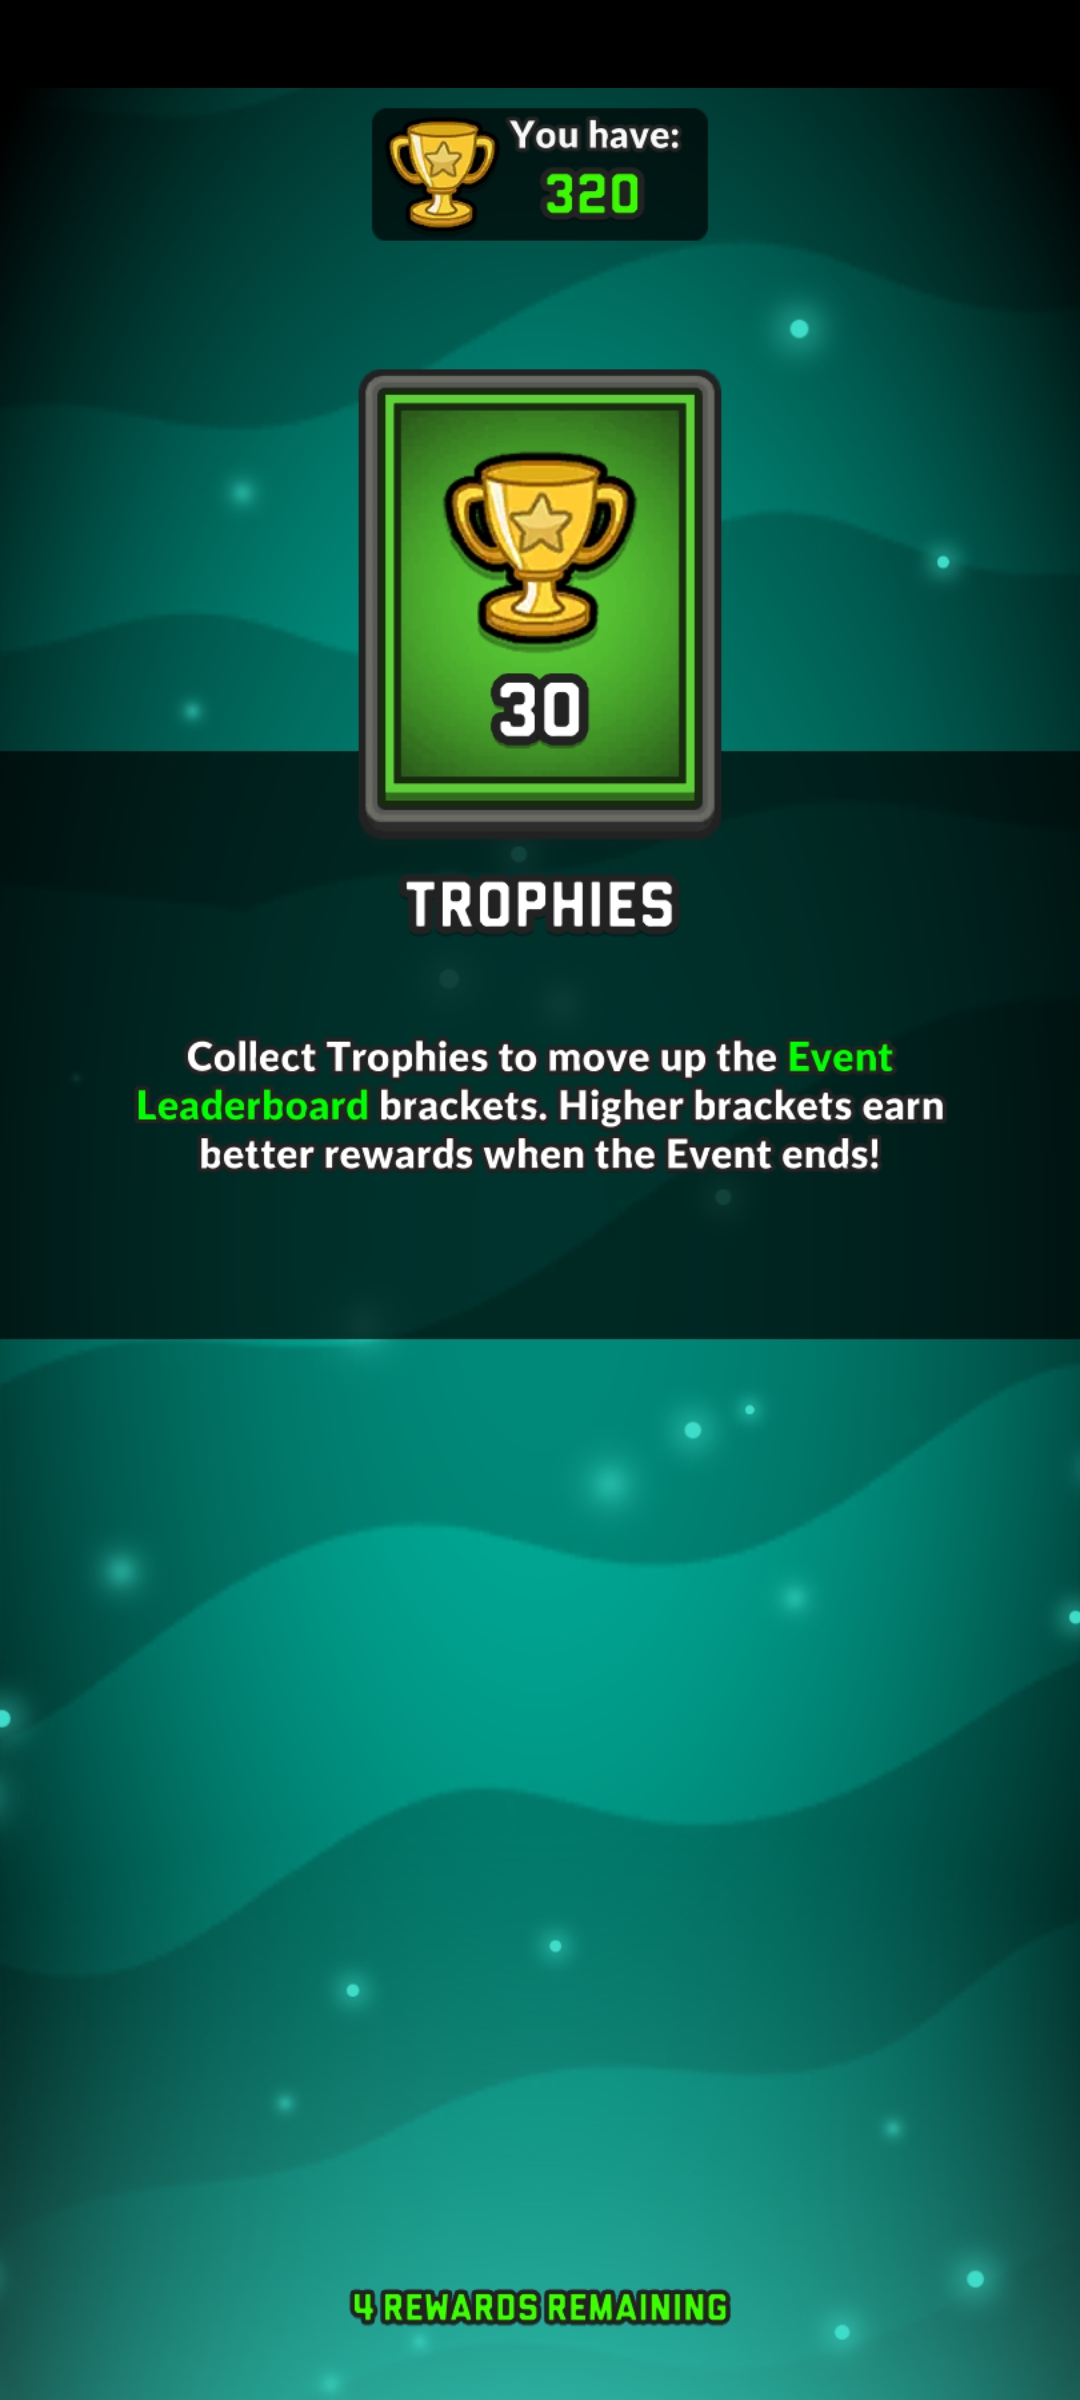 You have:
320
30
TROPHIES
Collect Trophies to move up the Event
Leaderboard brackets. Higher brackets earn
better rewards when the Event ends!
4 REWARDS REMAINING